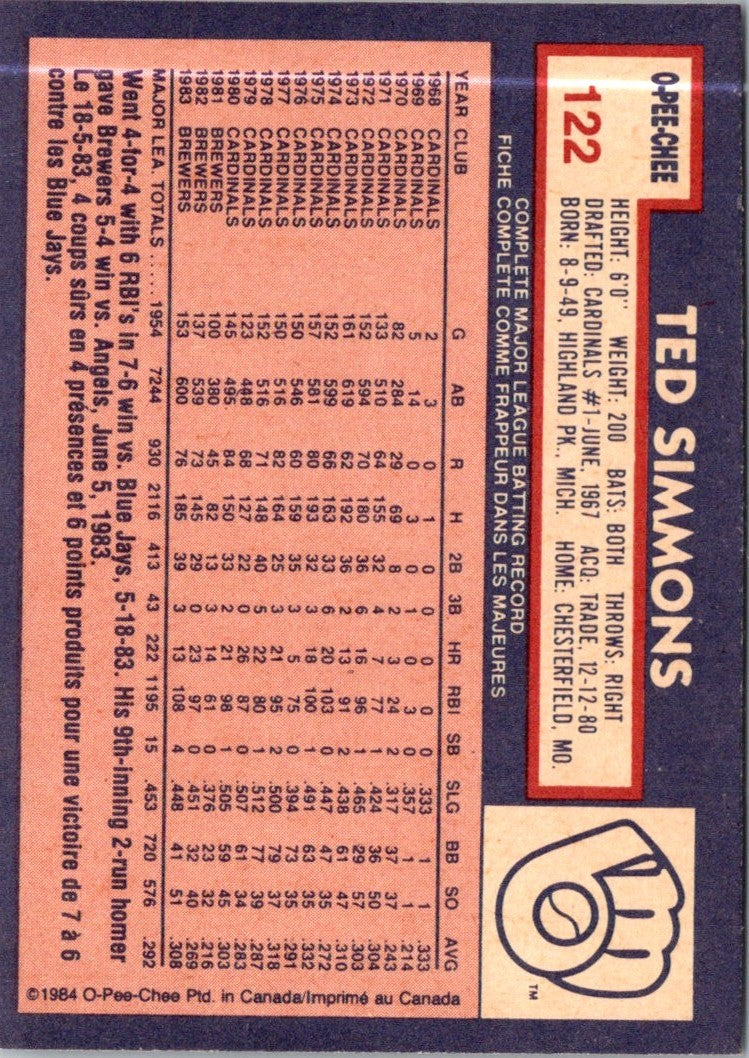 O-PEE-CHEE
122
TED SIMMONS
HEIGHT: 6'0" WEIGHT: 200 BATS: BOTH THROWS: RIGHT
DRAFTED: CARDINALS #1-JUNE, 1967 ACQ: TRADE, 12-12-80
BORN: 8-9-49, HIGHLAND PK., MICH. HOME: CHESTERFIELD, MO.
TM
COMPLETE MAJOR LEAGUE BATTING RECORD
FICHE COMPLETE COMME FRAPPEUR DANS LES MAJEURES
YEAR CLUB G AB R H 2B 3B HR RBI SB SLG BB SO AVG
1968 CARDINALS 2 3 0 1 0 0 0 0 0 .333 1 1 .333
1969 CARDINALS 5 14 0 3 0 1 0 3 0 .357 1 1 .214
1970 CARDINALS 82 284 29 69 8 2 3 24 2 .317 37 37 .243
1971 CARDINALS 133 510 64 155 32 4 7 77 1 .424 36 50 .304
1972 CARDINALS 152 594 70 180 36 6 16 96 1 .465 29 57 .303
1973 CARDINALS 161 619 62 192 36 2 13 91 2 .438 61 47 .310
1974 CARDINALS 152 599 66 163 33 6 20 103 0 .447 47 35 .272
1975 CARDINALS 157 581 80 193 32 3 18 100 1 .491 63 35 .332
1976 CARDINALS 150 546 60 159 35 3 5 75 0 .394 73 35 .291
1977 CARDINALS 150 516 82 164 25 3 21 95 2 .500 79 37 .318
1978 CARDINALS 152 516 71 148 40 5 22 80 1 .512 77 39 .287
1979 CARDINALS 123 448 68 127 22 0 26 87 0 .507 61 34 .283
1980 CARDINALS 145 495 84 150 33 2 21 98 1 .505 59 45 .303
1981 BREWERS 100 380 45 82 13 3 14 61 0 .376 23 32 .216
1982 BREWERS 137 539 73 145 29 0 23 97 0 .451 32 40 .269
1983 BREWERS 153 600 76 185 39 3 13 108 4 .448 41 51 .308
MAJOR LEA. TOTALS ..... 1954 7244 930 2116 413 43 222 1195 15 .453 720 576 .292
Went 4-for-4 with 6 RBI's in 7-6 win vs. Blue Jays, 5-18-83. His 9th-inning 2-run homer
gave Brewers 5-4 win vs. Angels, June 5, 1983.
Le 18-5-83, 4 coups sûrs en 4 présences et 6 points produits pour une victoire de 7 à 6
contre les Blue Jays.
©1984 O-Pee-Chee Ptd. in Canada/Imprimé au Canada